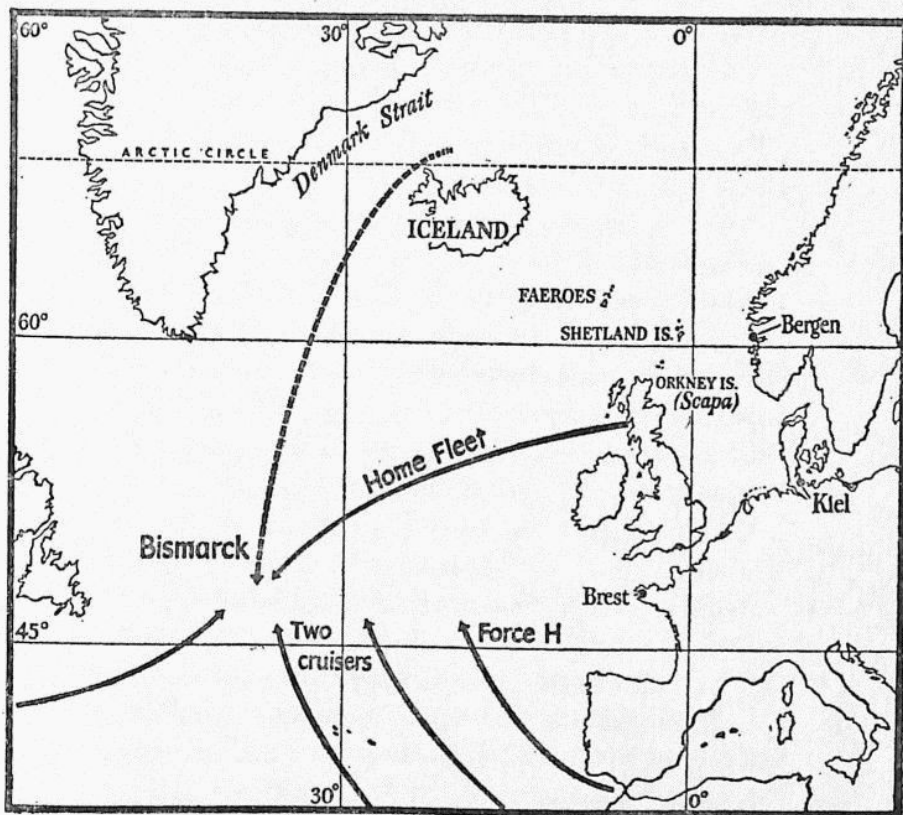 60°
30°
0°
Denmark Strait
ARCTIC CIRCLE
ICELAND
FAEROES
60°
SHETLAND IS.
Bergen
ORKNEY IS.
(Scapa)
Home Fleet
Kiel
Bismarck
Brest
45°
Two
cruisers
Force H
30°
0°